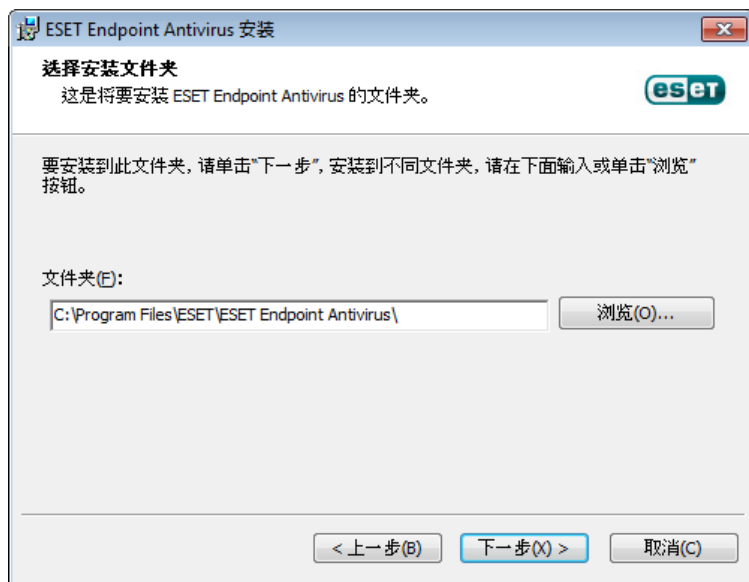 ESET Endpoint Antivirus 安装
选择安装文件夹
这是将要安装 ESET Endpoint Antivirus 的文件夹。
eseT
要安装到此文件夹, 请单击"下一步", 安装到不同文件夹, 请在下面输入或单击"浏览"
按钮。
文件夹(F):
C:\Program Files\ESET\ESET Endpoint Antivirus\
浏览(O)...
< 上一步(B)
下一步(X) >
取消(C)